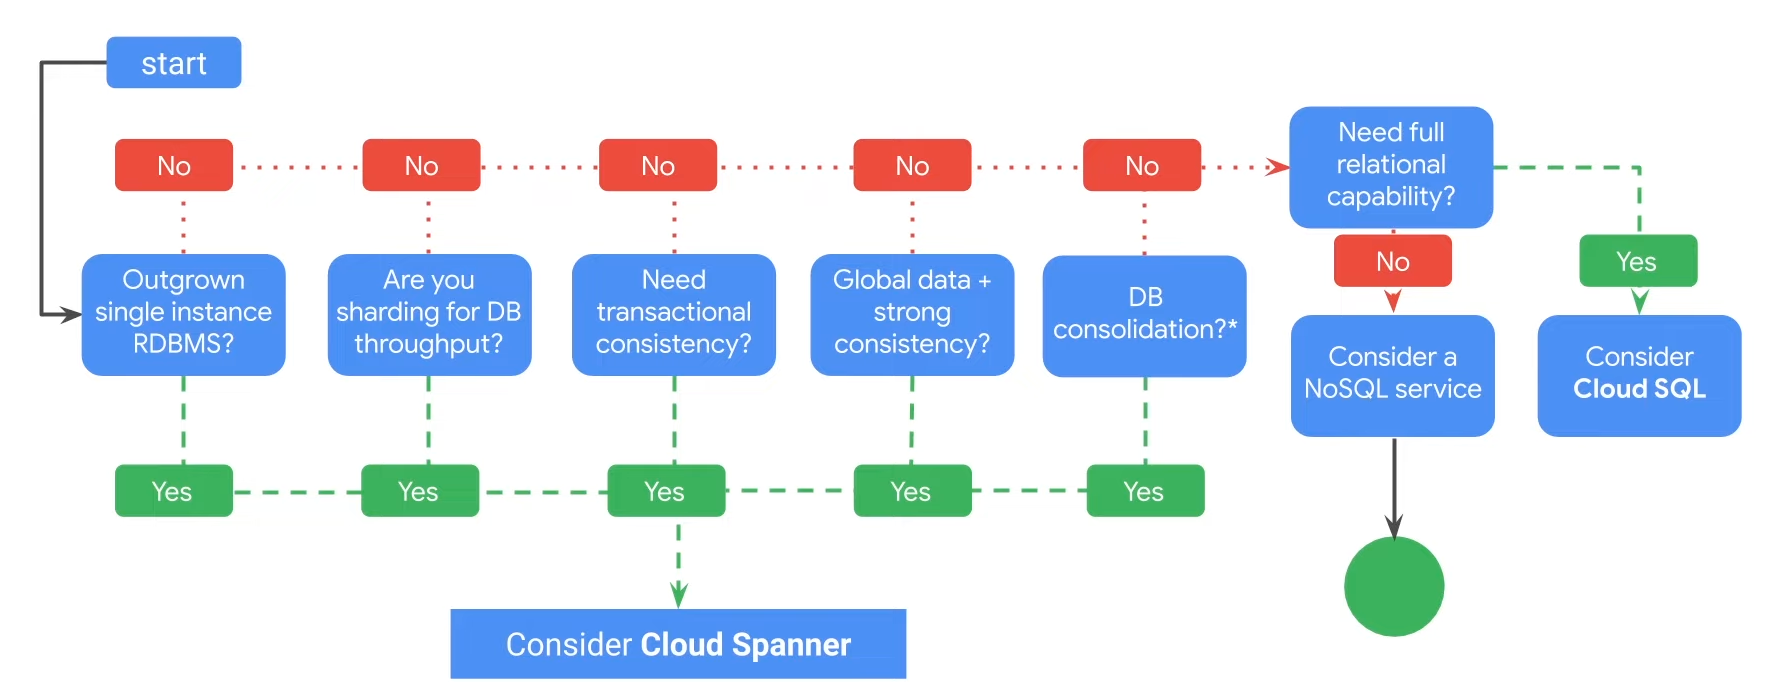 start
No
No
No
No
No
Need full
relational
capability?
Outgrown
single instance
RDBMS?
Are you
sharding for DB
throughput?
Need
transactional
consistency?
Global data +
strong
consistency?
DB
consolidation?*
No
Yes
Consider a
NoSQL service
Consider
Cloud SQL
Yes
Yes
Yes
Yes
Yes
Consider Cloud Spanner